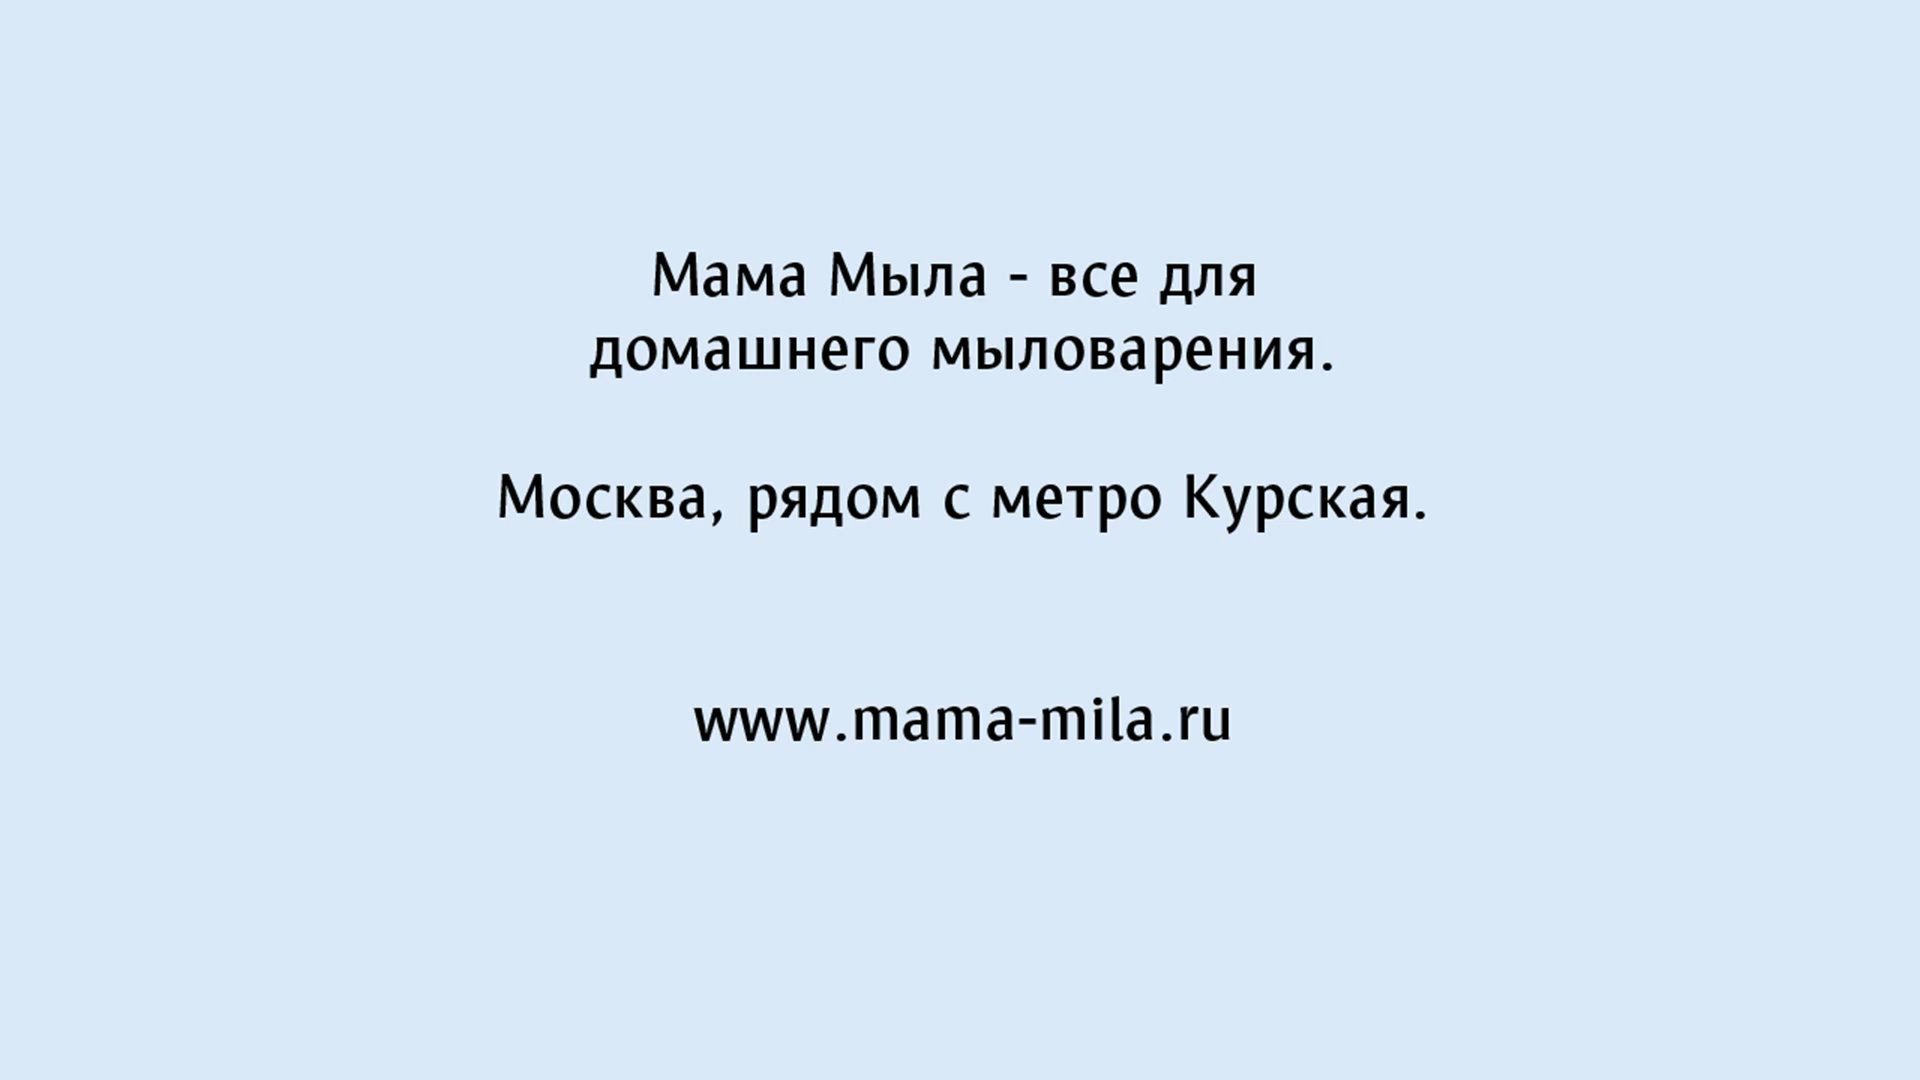 Мама Мыла - все для
домашнего мыловарения.
Москва, рядом с метро Курская.
www.mama-mila.ru